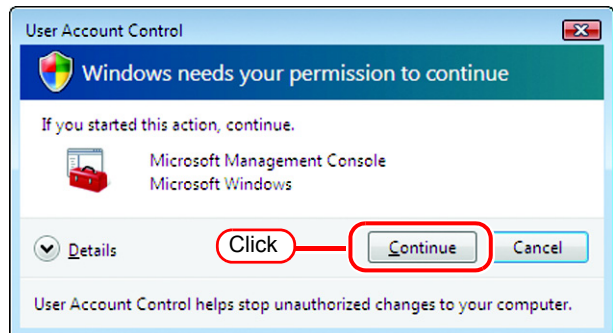 User Account Control
Windows needs your permission to continue
If you started this action, continue.
Microsoft Management Console
Microsoft Windows
Details
Click
Continue
Cancel
User Account Control helps stop unauthorized changes to your computer.